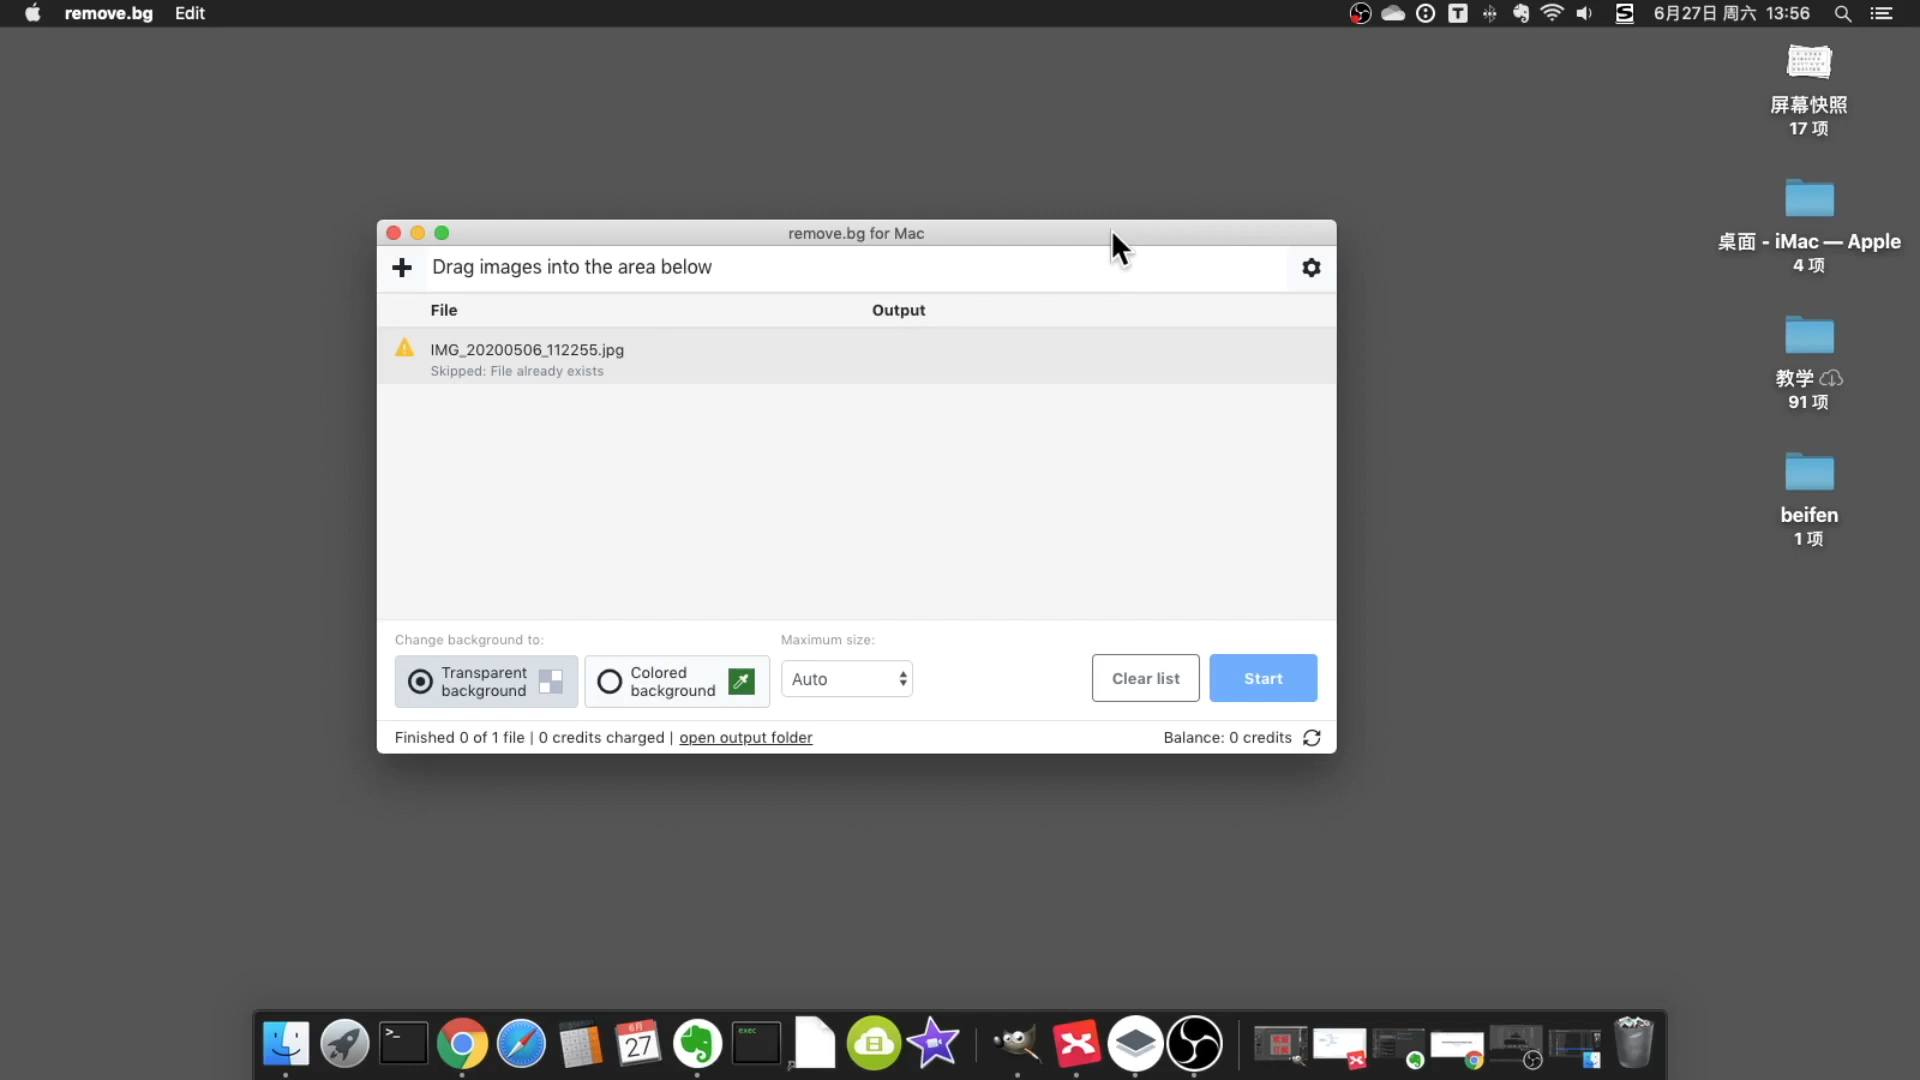 remove.bg Edit
6月27日 周六 13:56
屏幕快照
17 项
桌面 - iMac — Apple
4 项
教学
91 项
beifen
1 项
remove.bg for Mac
Drag images into the area below
File Output
IMG_20200506_112255.jpg
Skipped: File already exists
Change background to:
Maximum size:
Transparent background
Colored background
Auto
Clear list
Start
Finished 0 of 1 file | 0 credits charged | open output folder
Balance: 0 credits
6月
27
exec